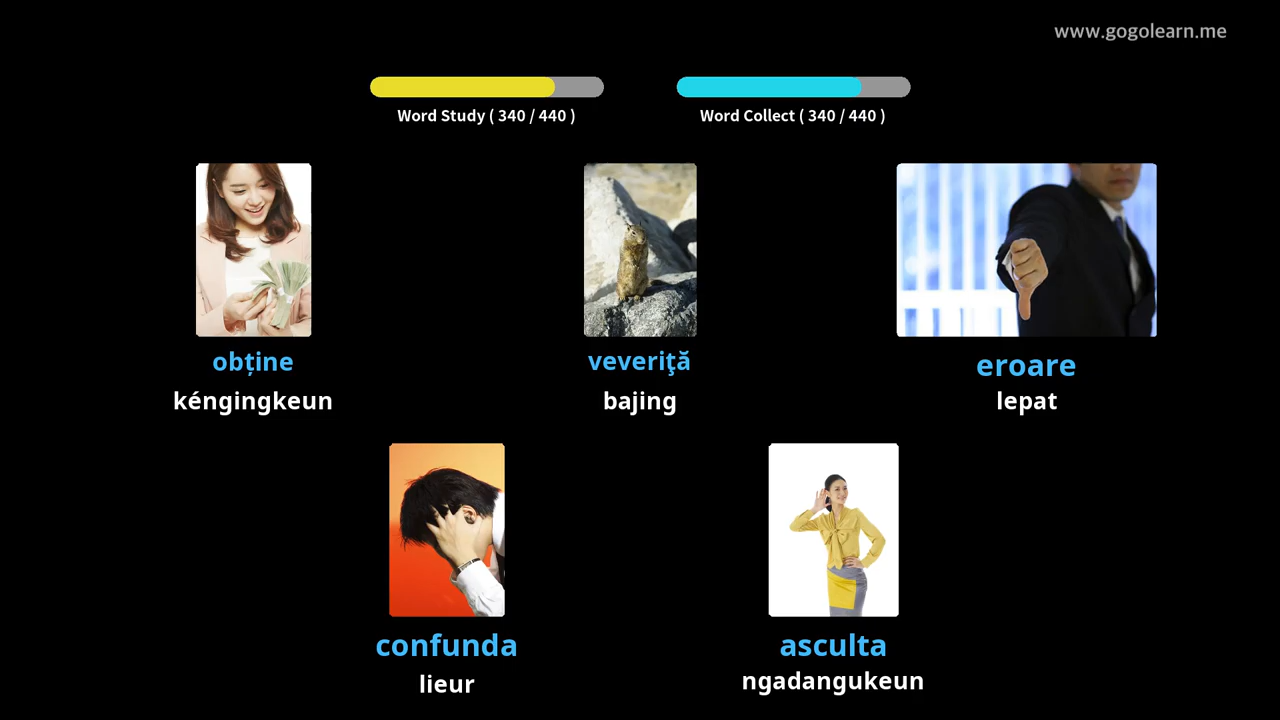 www.gogolearn.me
Word Study ( 340 / 440 )
Word Collect ( 340 / 440 )
obține
kéngingkeun
veveriţă
bajing
eroare
lepat
confunda
lieur
asculta
ngadangukeun